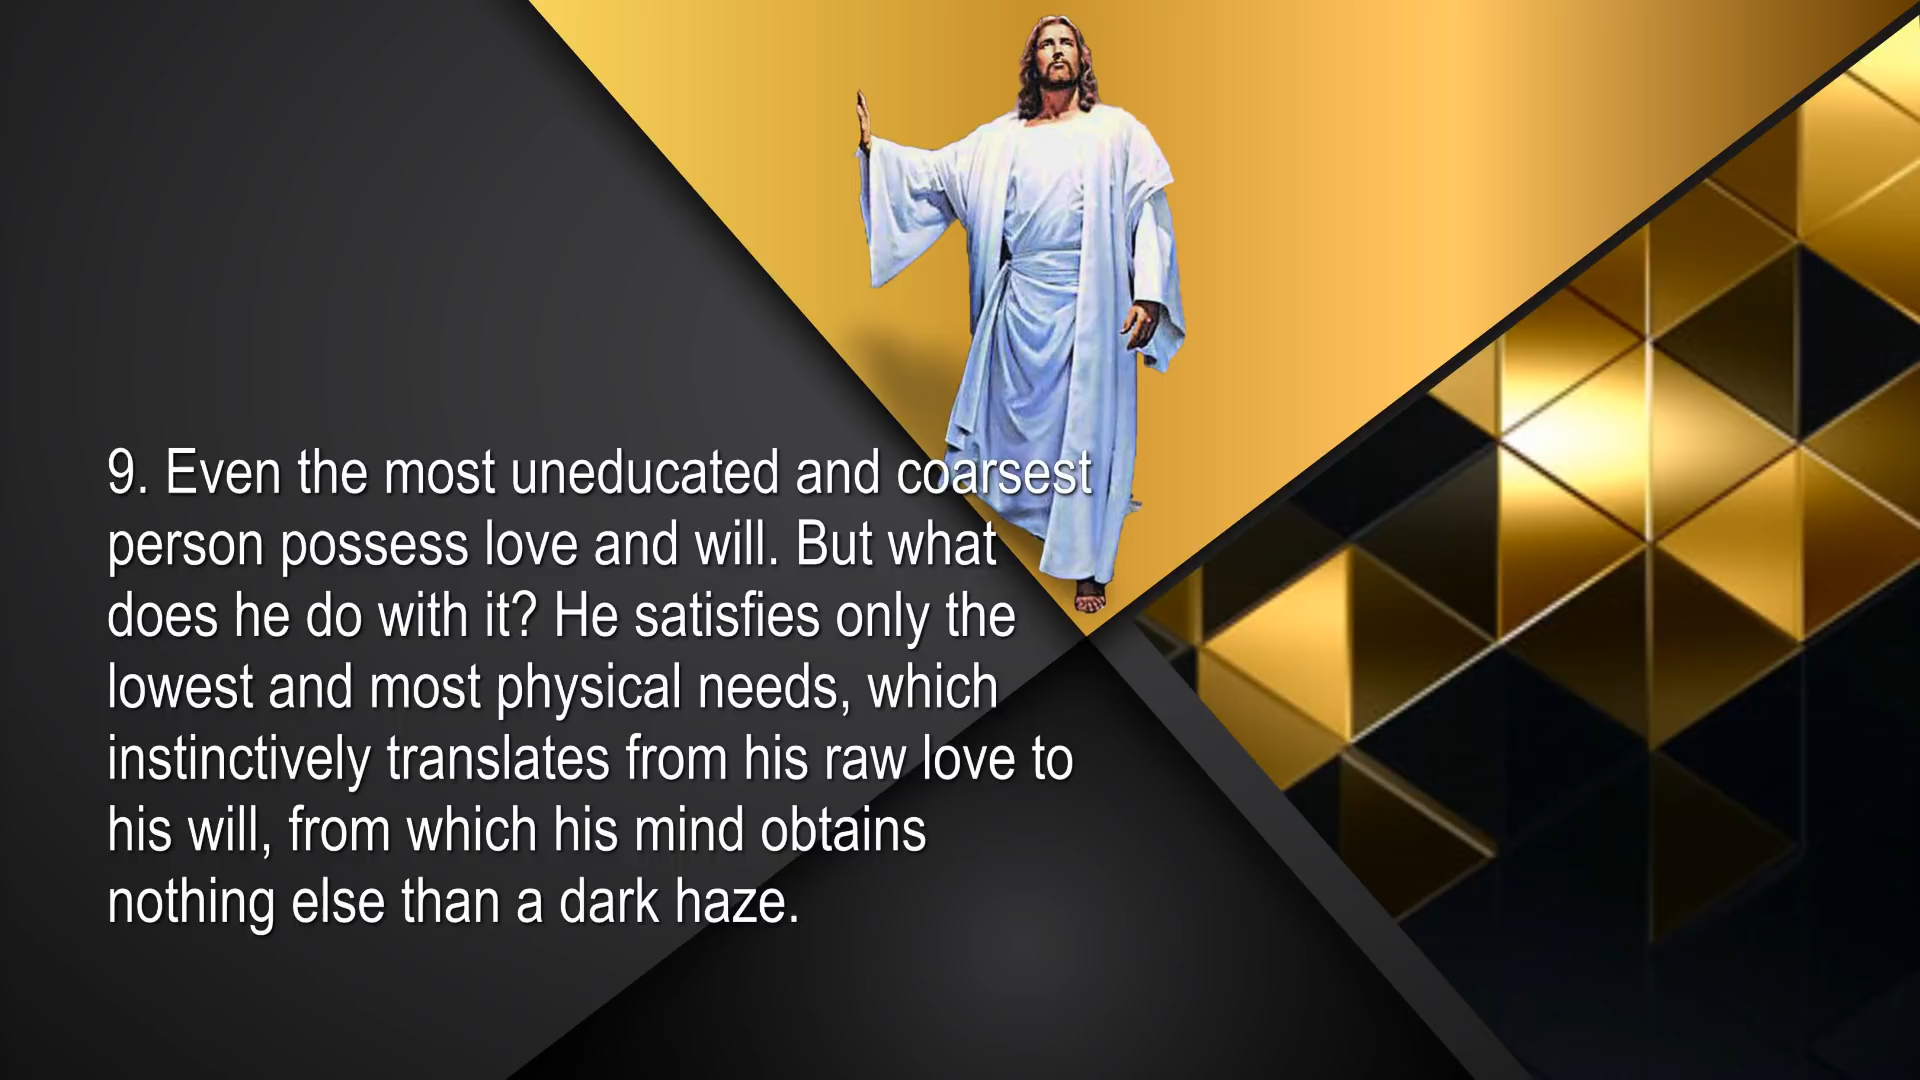 9. Even the most uneducated and coarsest
person possess love and will. But what
does he do with it? He satisfies only the
lowest and most physical needs, which
instinctively translates from his raw love to
his will, from which his mind obtains
nothing else than a dark haze.